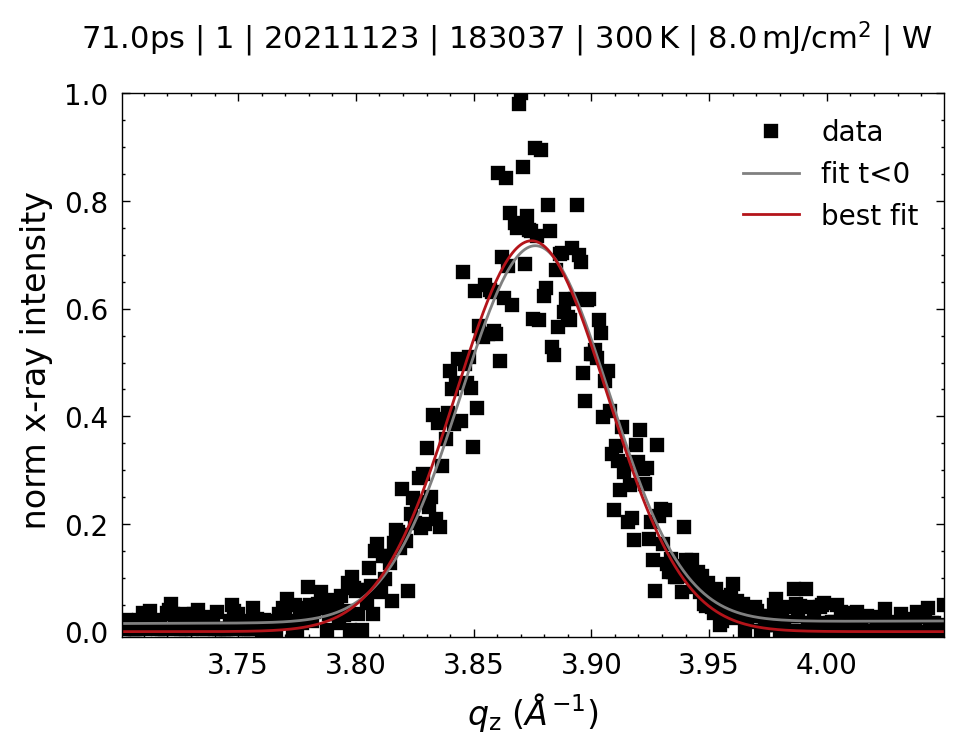 71.0ps | 1 | 20211123 | 183037 | 300 K | 8.0 mJ/cm² | W
1.0
0.8
0.6
0.4
0.2
0.0
norm x-ray intensity
data
fit t<0
best fit
3.75 3.80 3.85 3.90 3.95 4.00
q_z (Å⁻¹)